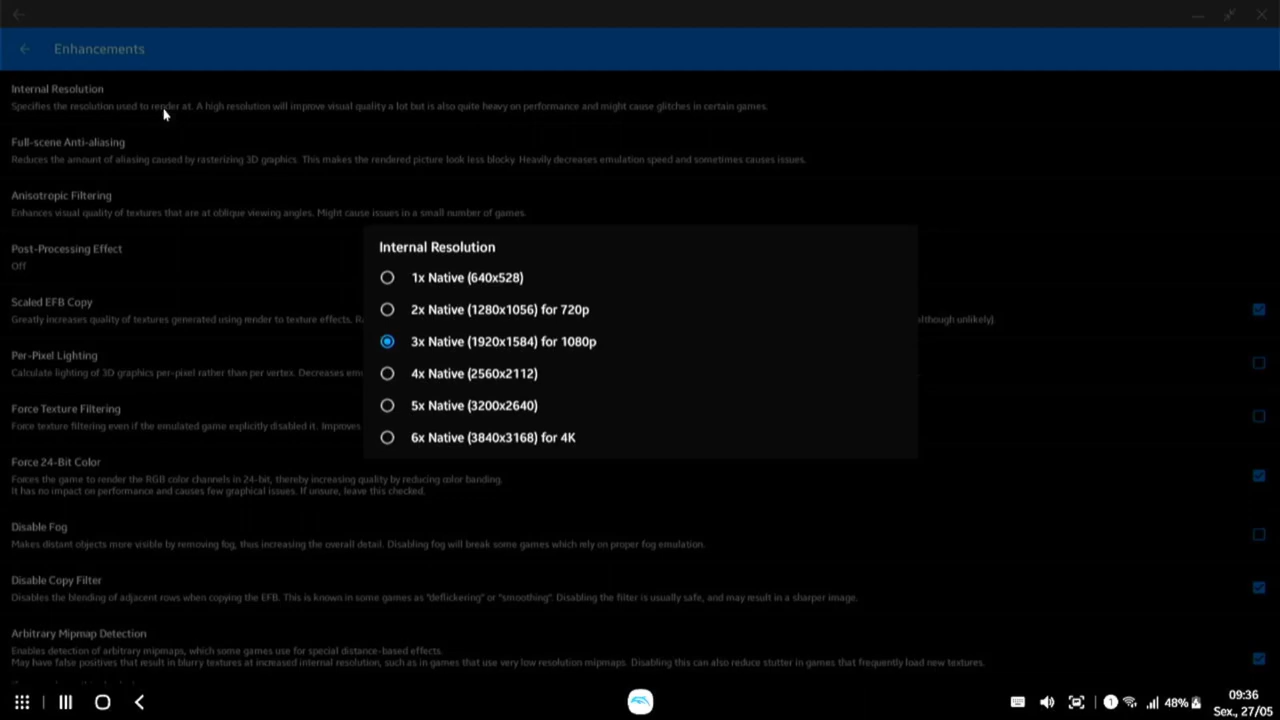 Enhancements
Internal Resolution
Specifies the resolution used to render at. A high resolution will improve visual quality a lot but is also quite heavy on performance and might cause glitches in certain games.
Full-scene Anti-aliasing
Reduces the amount of aliasing caused by rasterizing 3D graphics. This makes the rendered picture look less blocky. Heavily decreases emulation speed and sometimes causes issues.
Anisotropic Filtering
Enhances visual quality of textures that are at oblique viewing angles. Might cause issues in a small number of games.
Post-Processing Effect
Off
Scaled EFB Copy
Greatly increases quality of textures generated using render to texture effects. although unlikely).
Per-Pixel Lighting
Calculate lighting of 3D graphics per-pixel rather than per vertex. Decreases
Force Texture Filtering
Force texture filtering even if the emulated game explicitly disabled it. Improves
Internal Resolution
1x Native (640x528)
2x Native (1280x1056) for 720p
3x Native (1920x1584) for 1080p
4x Native (2560x2112)
5x Native (3200x2640)
6x Native (3840x3168) for 4K
Force 24-Bit Color
Forces the game to render the RGB color channels in 24-bit, thereby increasing quality by reducing color banding.
It has no impact on performance and causes few graphical issues. If unsure, leave this checked.
Disable Fog
Makes distant objects more visible by removing fog, thus increasing the overall detail. Disabling fog will break some games which rely on proper fog emulation.
Disable Copy Filter
Disables the blending of adjacent rows when copying the EFB. This is known in some games as "deflickering" or "smoothing". Disabling the filter is usually safe, and may result in a sharper image.
Arbitrary Mipmap Detection
Enables detection of arbitrary mipmaps, which some games use for special distance-based effects.
May have false positives that result in blurry textures at increased internal resolution, such as in games that use very low resolution mipmaps. Disabling this can also reduce stutter in games that frequently load new textures.
1
48%
09:36
Sex., 27/05